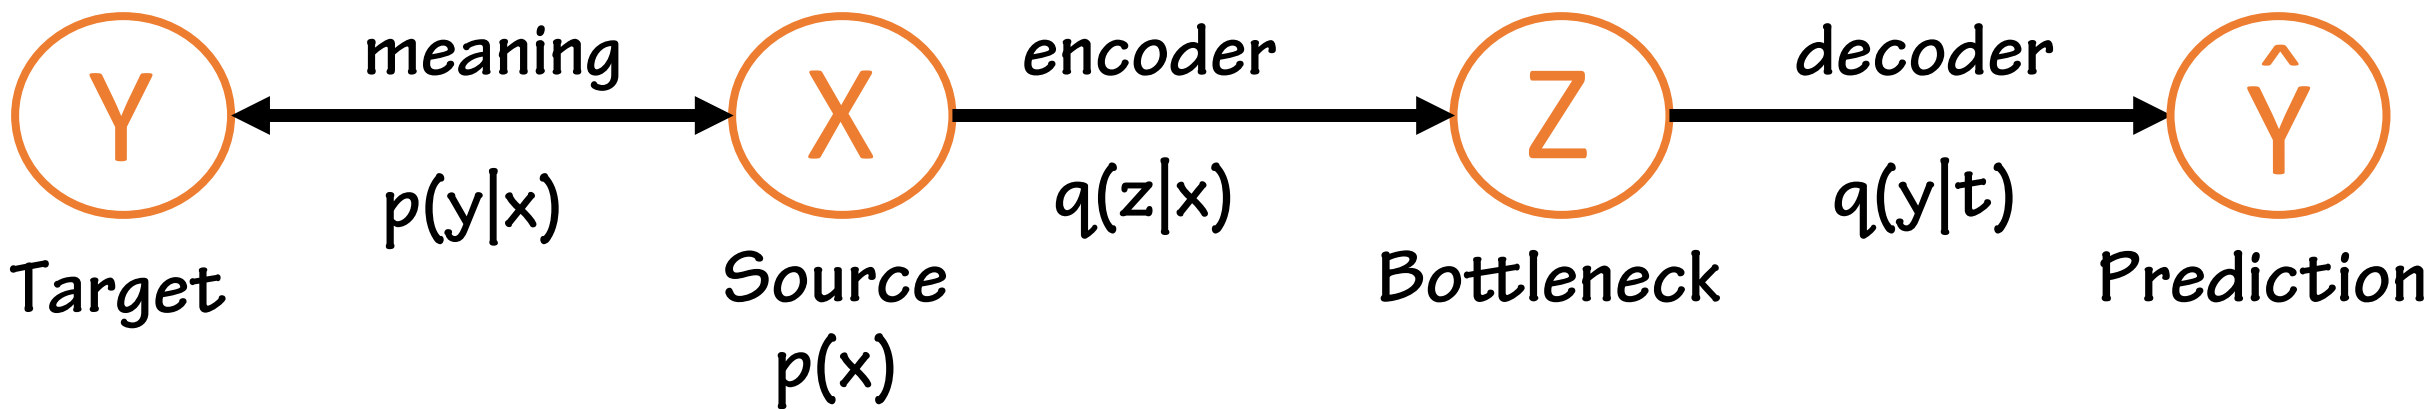 meaning encoder decoder
Y X Z Ŷ
p(y|x) q(z|x) q(y|t)
Target Source Bottleneck Prediction
p(x)